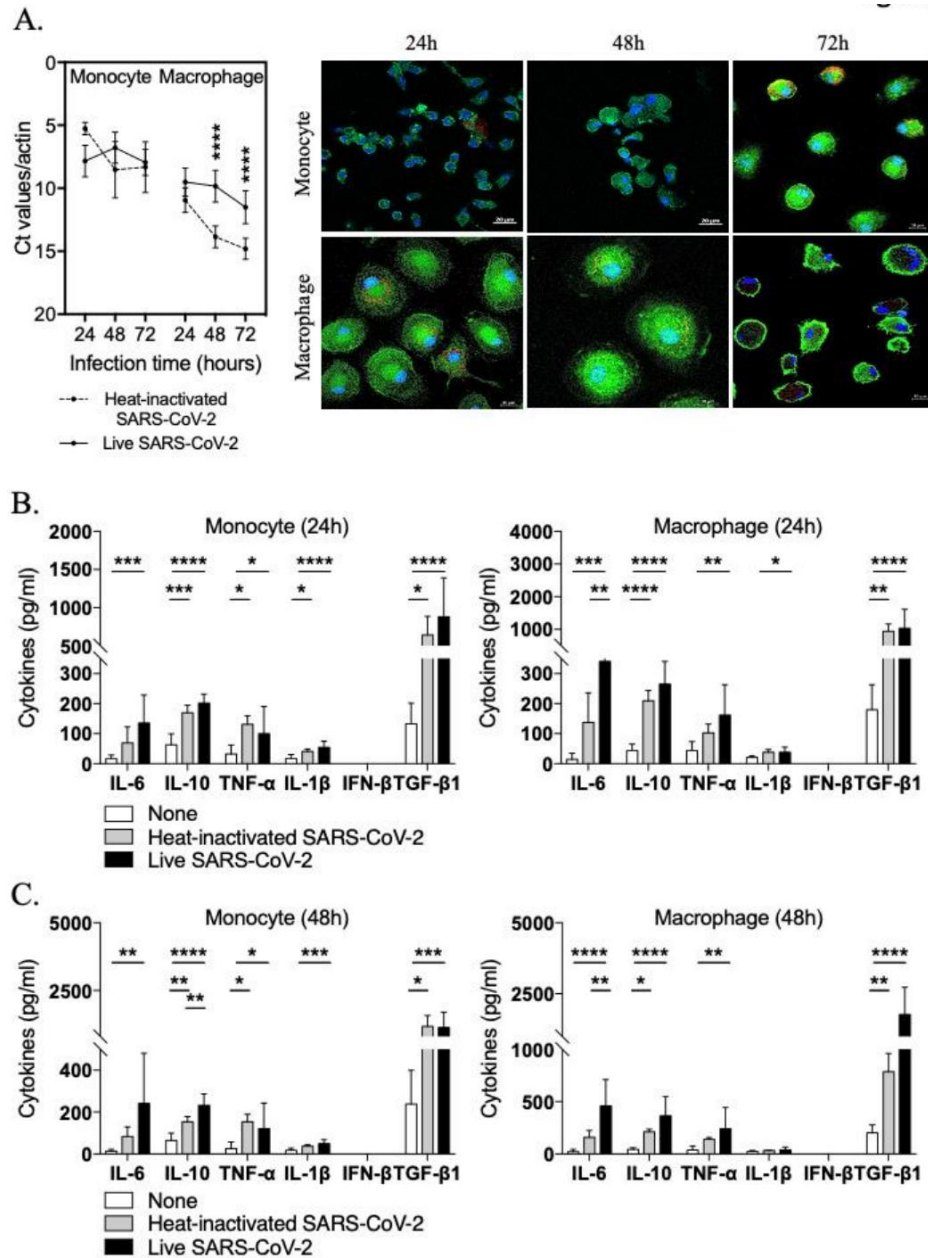 A.
24h 48h 72h
0
Monocyte Macrophage
5
10
15
20
Ct values/actin
**** ****
24 48 72 24 48 72
Infection time (hours)
Heat-inactivated
SARS-CoV-2
Live SARS-CoV-2
Monocyte
Macrophage
20 μm 20 μm
B.
Monocyte (24h)
Cytokines (pg/ml)
2000
1500
1000
500
300
200
100
0
*** **** * **** ****
*** * * *
IL-6 IL-10 TNF-α IL-1β IFN-β TGF-β1
Macrophage (24h)
Cytokines (pg/ml)
4000
3000
2000
1000
300
200
100
0
*** **** ** * ****
** **** **
IL-6 IL-10 TNF-α IL-1β IFN-β TGF-β1
None
Heat-inactivated SARS-CoV-2
Live SARS-CoV-2
C.
Monocyte (48h)
Cytokines (pg/ml)
5000
2500
400
200
0
** **** * *** ***
** * *
**
IL-6 IL-10 TNF-α IL-1β IFN-β TGF-β1
Macrophage (48h)
Cytokines (pg/ml)
5000
2500
1000
500
0
**** **** ** ****
** * **
IL-6 IL-10 TNF-α IL-1β IFN-β TGF-β1
None
Heat-inactivated SARS-CoV-2
Live SARS-CoV-2